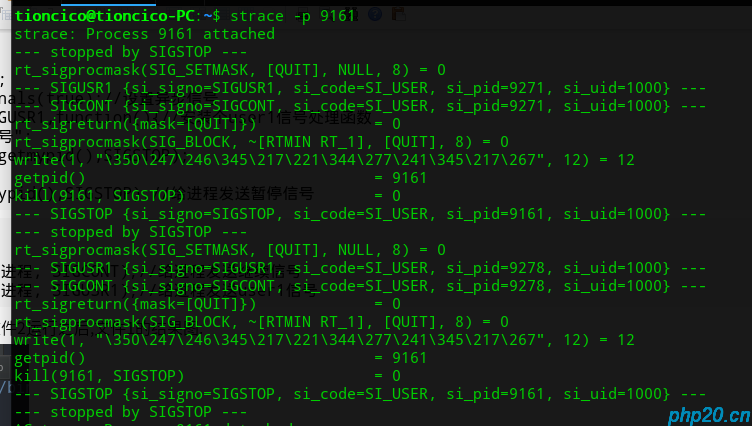 tioncico@tioncico-PC:~$ strace -p 9161
strace: Process 9161 attached
--- stopped by SIGSTOP ---
rt_sigprocmask(SIG_SETMASK, [QUIT], NULL, 8) = 0
--- SIGUSR1 {si_signo=SIGUSR1, si_code=SI_USER, si_pid=9271, si_uid=1000} ---
--- SIGCONT {si_signo=SIGCONT, si_code=SI_USER, si_pid=9271, si_uid=1000} ---
rt_sigreturn({mask=[QUIT]}) = 0
rt_sigprocmask(SIG_BLOCK, ~[RTMIN RT_1], [QUIT], 8) = 0
write(1, "\350\247\246\345\217\221\344\277\241\345\217\267", 12) = 12
getpid() = 9161
kill(9161, SIGSTOP) = 0
--- SIGSTOP {si_signo=SIGSTOP, si_code=SI_USER, si_pid=9161, si_uid=1000} ---
--- stopped by SIGSTOP ---
rt_sigprocmask(SIG_SETMASK, [QUIT], NULL, 8) = 0
--- SIGUSR1 {si_signo=SIGUSR1, si_code=SI_USER, si_pid=9278, si_uid=1000} ---
--- SIGCONT {si_signo=SIGCONT, si_code=SI_USER, si_pid=9278, si_uid=1000} ---
rt_sigreturn({mask=[QUIT]}) = 0
rt_sigprocmask(SIG_BLOCK, ~[RTMIN RT_1], [QUIT], 8) = 0
write(1, "\350\247\246\345\217\221\344\277\241\345\217\267", 12) = 12
getpid() = 9161
kill(9161, SIGSTOP) = 0
--- SIGSTOP {si_signo=SIGSTOP, si_code=SI_USER, si_pid=9161, si_uid=1000} ---
--- stopped by SIGSTOP ---
php20.cn